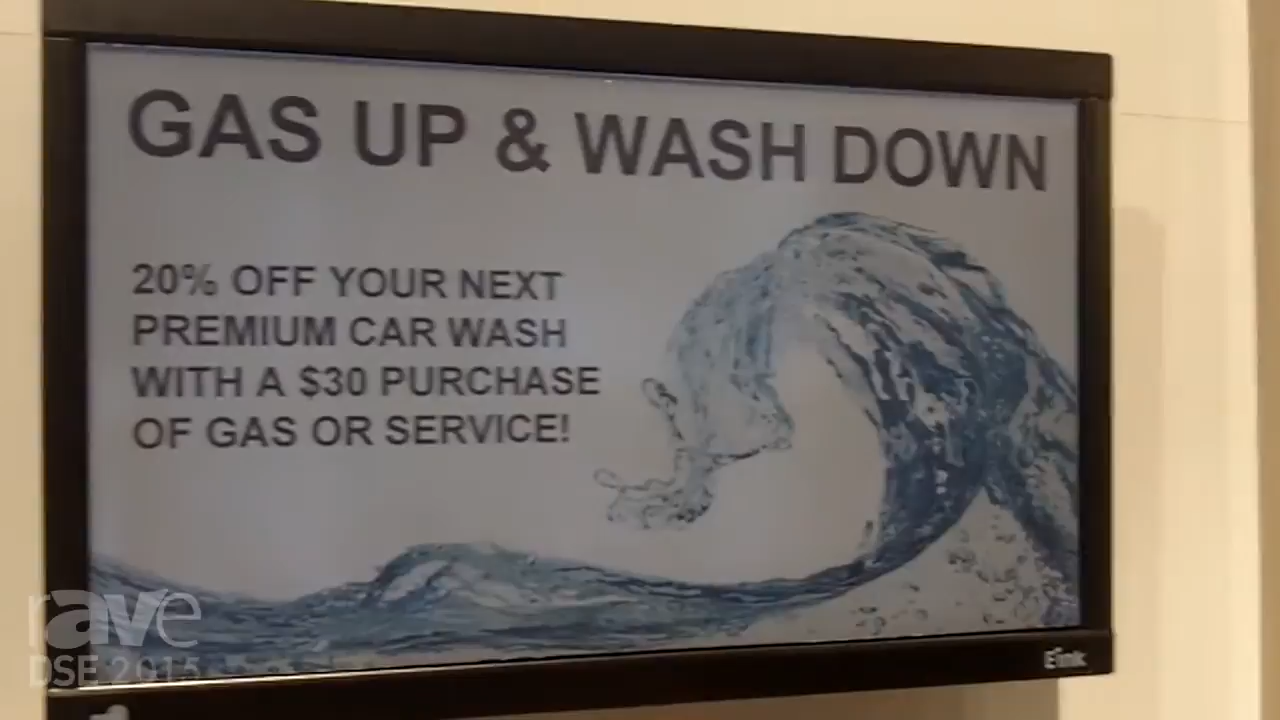 GAS UP & WASH DOWN
20% OFF YOUR NEXT
PREMIUM CAR WASH
WITH A $30 PURCHASE
OF GAS OR SERVICE!
rave
DSE 2015
E Ink